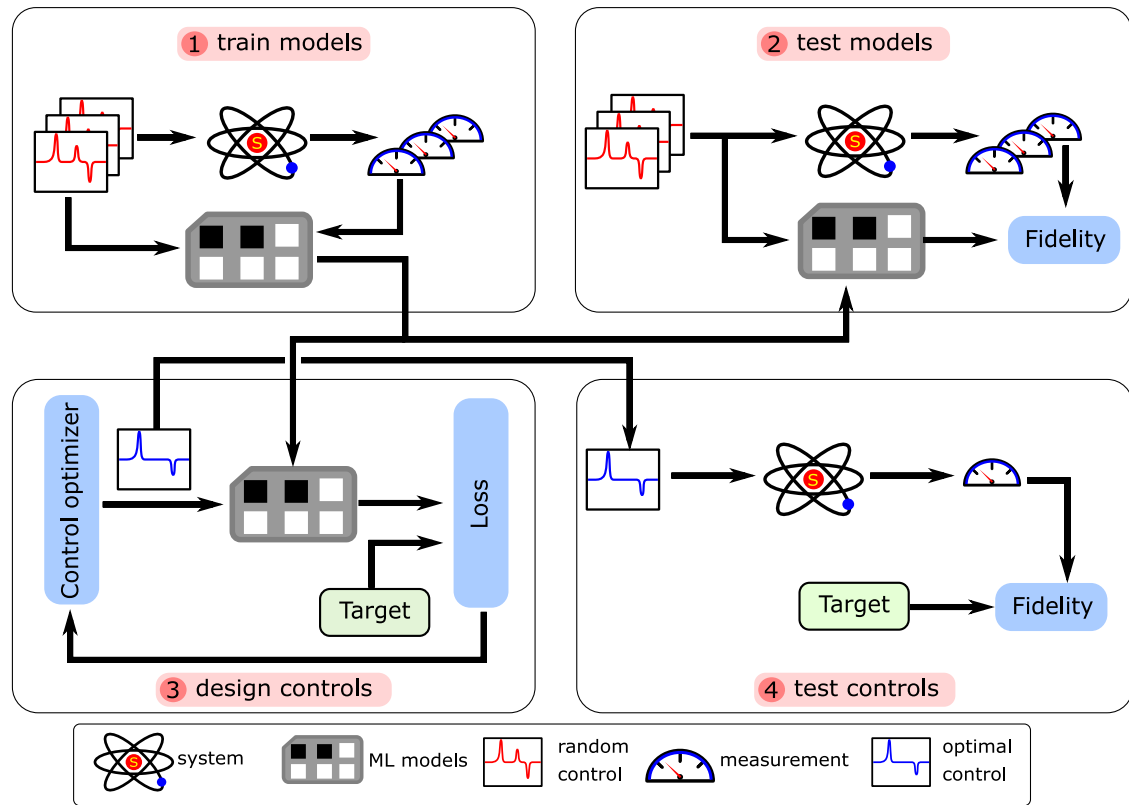 1 train models
S
2 test models
S
Fidelity
Control optimizer
Loss
Target
3 design controls
S
Target
Fidelity
4 test controls
S
system
ML models
random
control
measurement
optimal
control